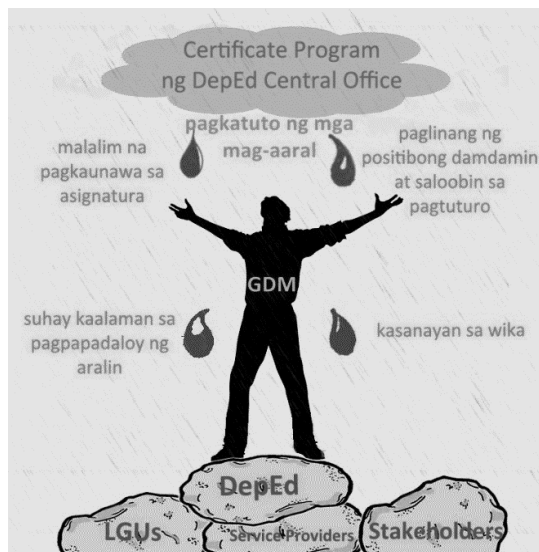 Certificate Program
ng DepEd Central Office
pagkatuto ng mga
mag-aaral
malalim na
pagkaunawa sa
asignatura
paglinang ng
positibong damdamin
at saloobin sa
pagtuturo
GDM
suhay kaalaman sa
pagpapadaloy ng
aralin
kasanayan sa wika
DepEd
LGUs
Service Providers
Stakeholders